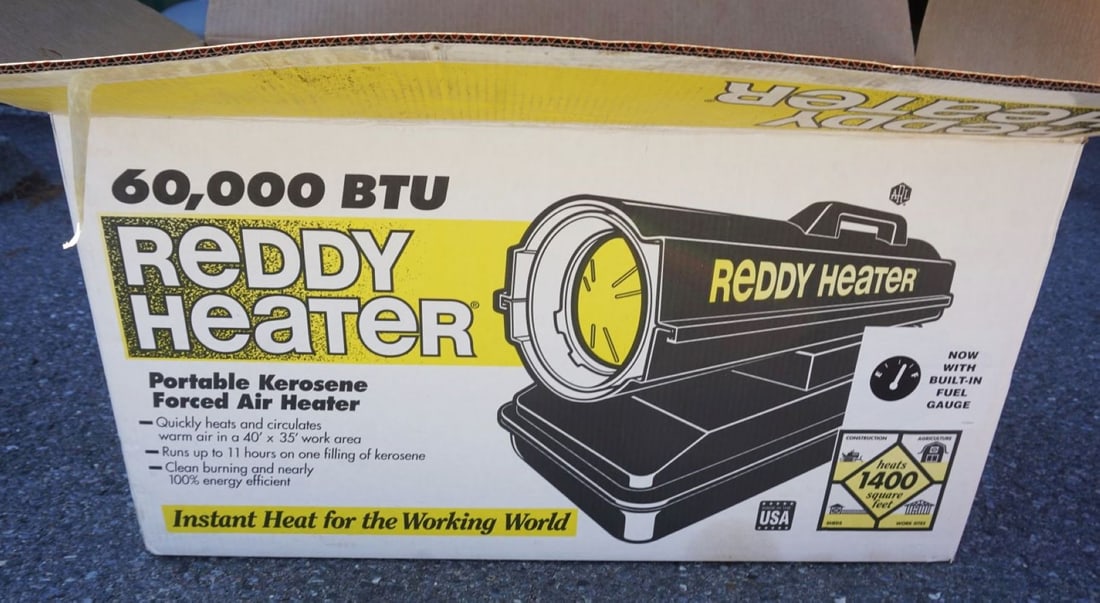 ReDDY
HeaTeR
60,000 BTU
ReDDY
HeaTeR®
Portable Kerosene
Forced Air Heater
— Quickly heats and circulates
warm air in a 40' x 35' work area
— Runs up to 11 hours on one filling of kerosene
— Clean burning and nearly
100% energy efficient
Instant Heat for the Working World
ReDDY HeaTeR
NOW
WITH
BUILT-IN
FUEL
GAUGE
E F
CONSTRUCTION
AGRICULTURE
heats
1400
square
feet
SHEDS
WORK SITES
USA